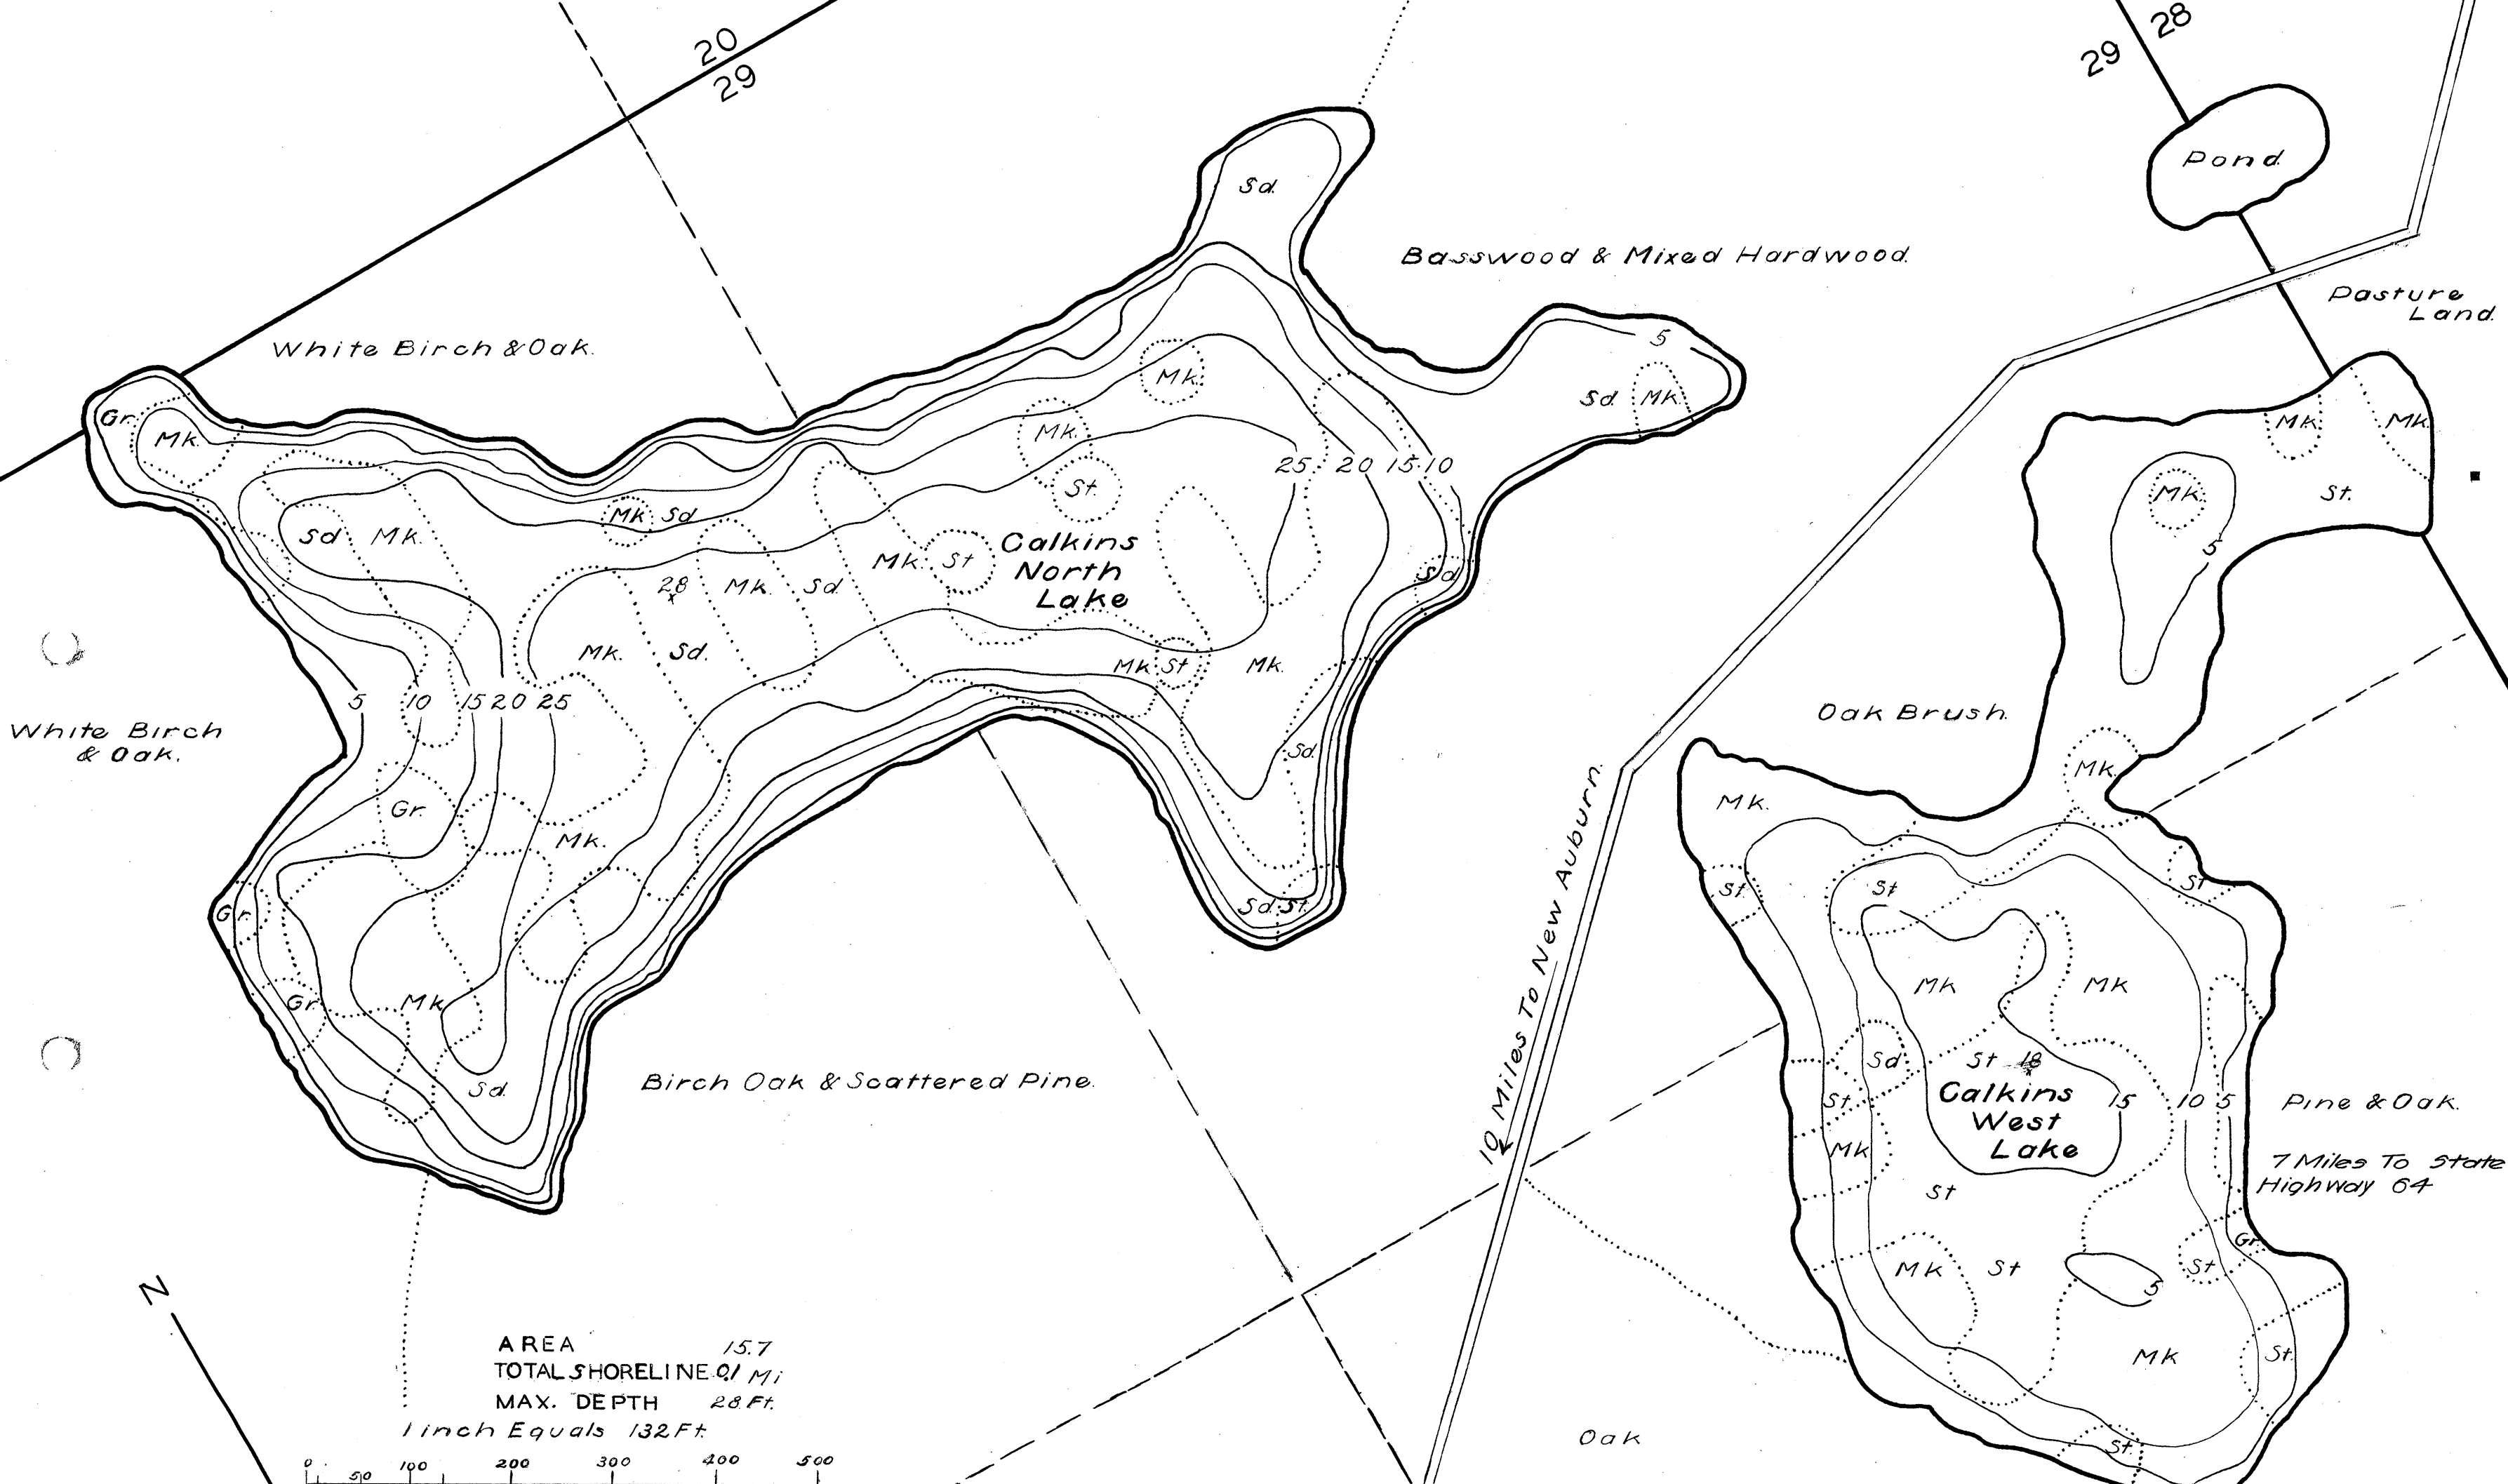 20
29
28
29
Pond.
Sd.
Basswood & Mixed Hardwood.
Pasture
Land.
White Birch & Oak.
5
Gr.
Mk.
Mk.
Sd.
Mk.
Mk.
Mk.
Mk.
25
20
15
10
St.
Mk.
St.
Mk
Sd.
Sd
Mk.
5
Calkins
North
Lake
Mk.
St
Sd
28
x
Mk.
Sd.
Mk.
Sd.
Mk
St
Mk.
5
10
15
20
25
White Birch
& Oak.
Oak Brush.
Sd.
Mk.
Mk.
Gr.
Mk.
St.
St
St
Gr.
Sd.
St.
Mk
Mk
Gr.
Mk.
Sd.
10 Miles To New Auburn.
Birch Oak & Scattered Pine.
Sd
St
18
St
Calkins
West
Lake
15
10
5
Pine & Oak.
Mk
7 Miles To State
Highway 64
St
Gr.
Mk
St
St
5
N
AREA 15.7
TOTAL SHORELINE 0.1 Mi
MAX. DEPTH 28 Ft.
Mk
St.
1 inch Equals 132 Ft.
Oak
St.
0
50
100
200
300
400
500